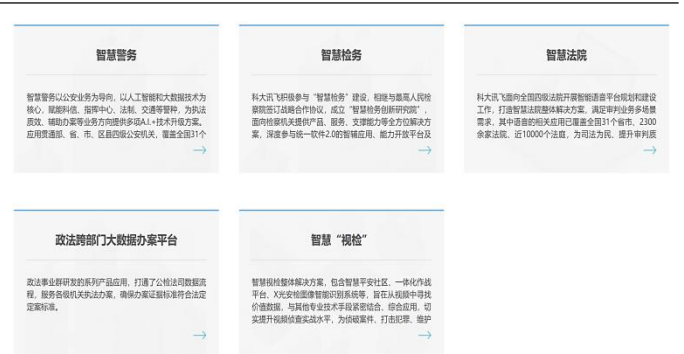 智慧警务
智慧警务以公安业务为导向，以人工智能和大数据技术为
核心，赋能科信、指挥中心、法制、交通等警种，为执法
质效、辅助办案等业务方向提供多项A.I.+技术升级方案。
应用贯通部、省、市、区县四级公安机关，覆盖全国31个
智慧检务
科大讯飞积极参与“智慧检务”建设，相继与最高人民检
察院签订战略合作协议，成立“智慧检务创新研究院”，
面向检察机关提供产品、服务、支撑能力等全方位解决方
案，深度参与统一软件2.0的智辅应用、能力开放平台及
智慧法院
科大讯飞面向全国四级法院开展智能语音平台规划和建设
工作，打造智慧法院整体解决方案，满足审判业务多场景
需求，其中语音的相关应用已覆盖全国31个省市、2300
余家法院、近10000个法庭，为司法为民、提升审判质
政法跨部门大数据办案平台
政法事业群研发的系列产品应用，打通了公检法司数据流
程，服务各级机关执法办案，确保办案证据标准符合法定
定案标准。
智慧“视检”
智慧视检整体解决方案，包含智慧平安社区、一体化作战
平台、X光安检图像智能识别系统等，旨在从视频中寻找
价值数据，与其他专业技术手段紧密结合、综合应用，切
实提升视频侦查实战水平，为侦破案件、打击犯罪、维护